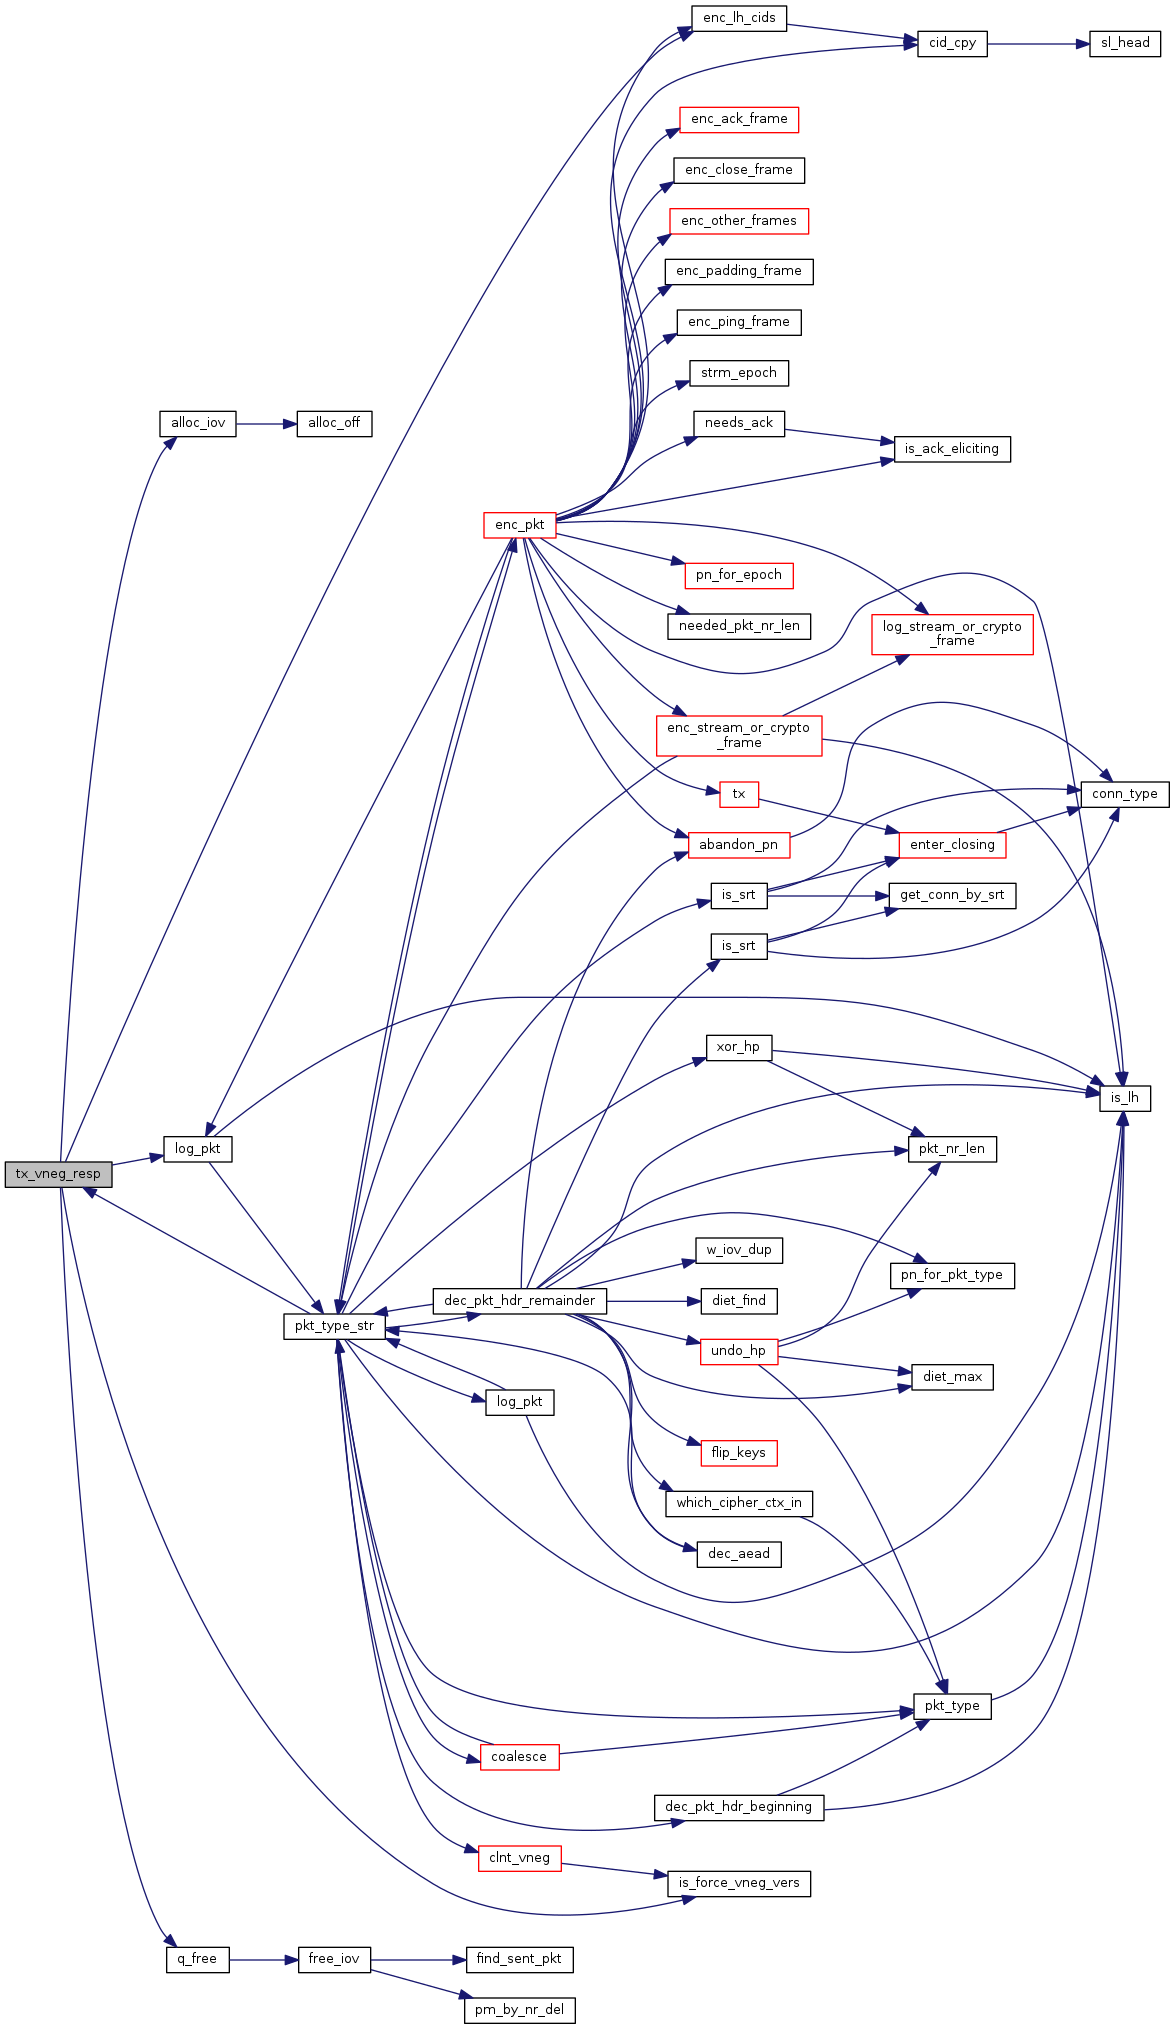 enc_lh_cids
cid_cpy
sl_head
enc_ack_frame
enc_close_frame
enc_other_frames
enc_padding_frame
enc_ping_frame
strm_epoch
alloc_iov
alloc_off
needs_ack
is_ack_eliciting
enc_pkt
pn_for_epoch
needed_pkt_nr_len
log_stream_or_crypto
_frame
enc_stream_or_crypto
_frame
tx
conn_type
abandon_pn
enter_closing
is_srt
get_conn_by_srt
is_srt
xor_hp
is_lh
log_pkt
pkt_nr_len
tx_vneg_resp
w_iov_dup
pn_for_pkt_type
dec_pkt_hdr_remainder
diet_find
pkt_type_str
undo_hp
diet_max
log_pkt
flip_keys
which_cipher_ctx_in
dec_aead
pkt_type
coalesce
dec_pkt_hdr_beginning
clnt_vneg
is_force_vneg_vers
q_free
free_iov
find_sent_pkt
pm_by_nr_del